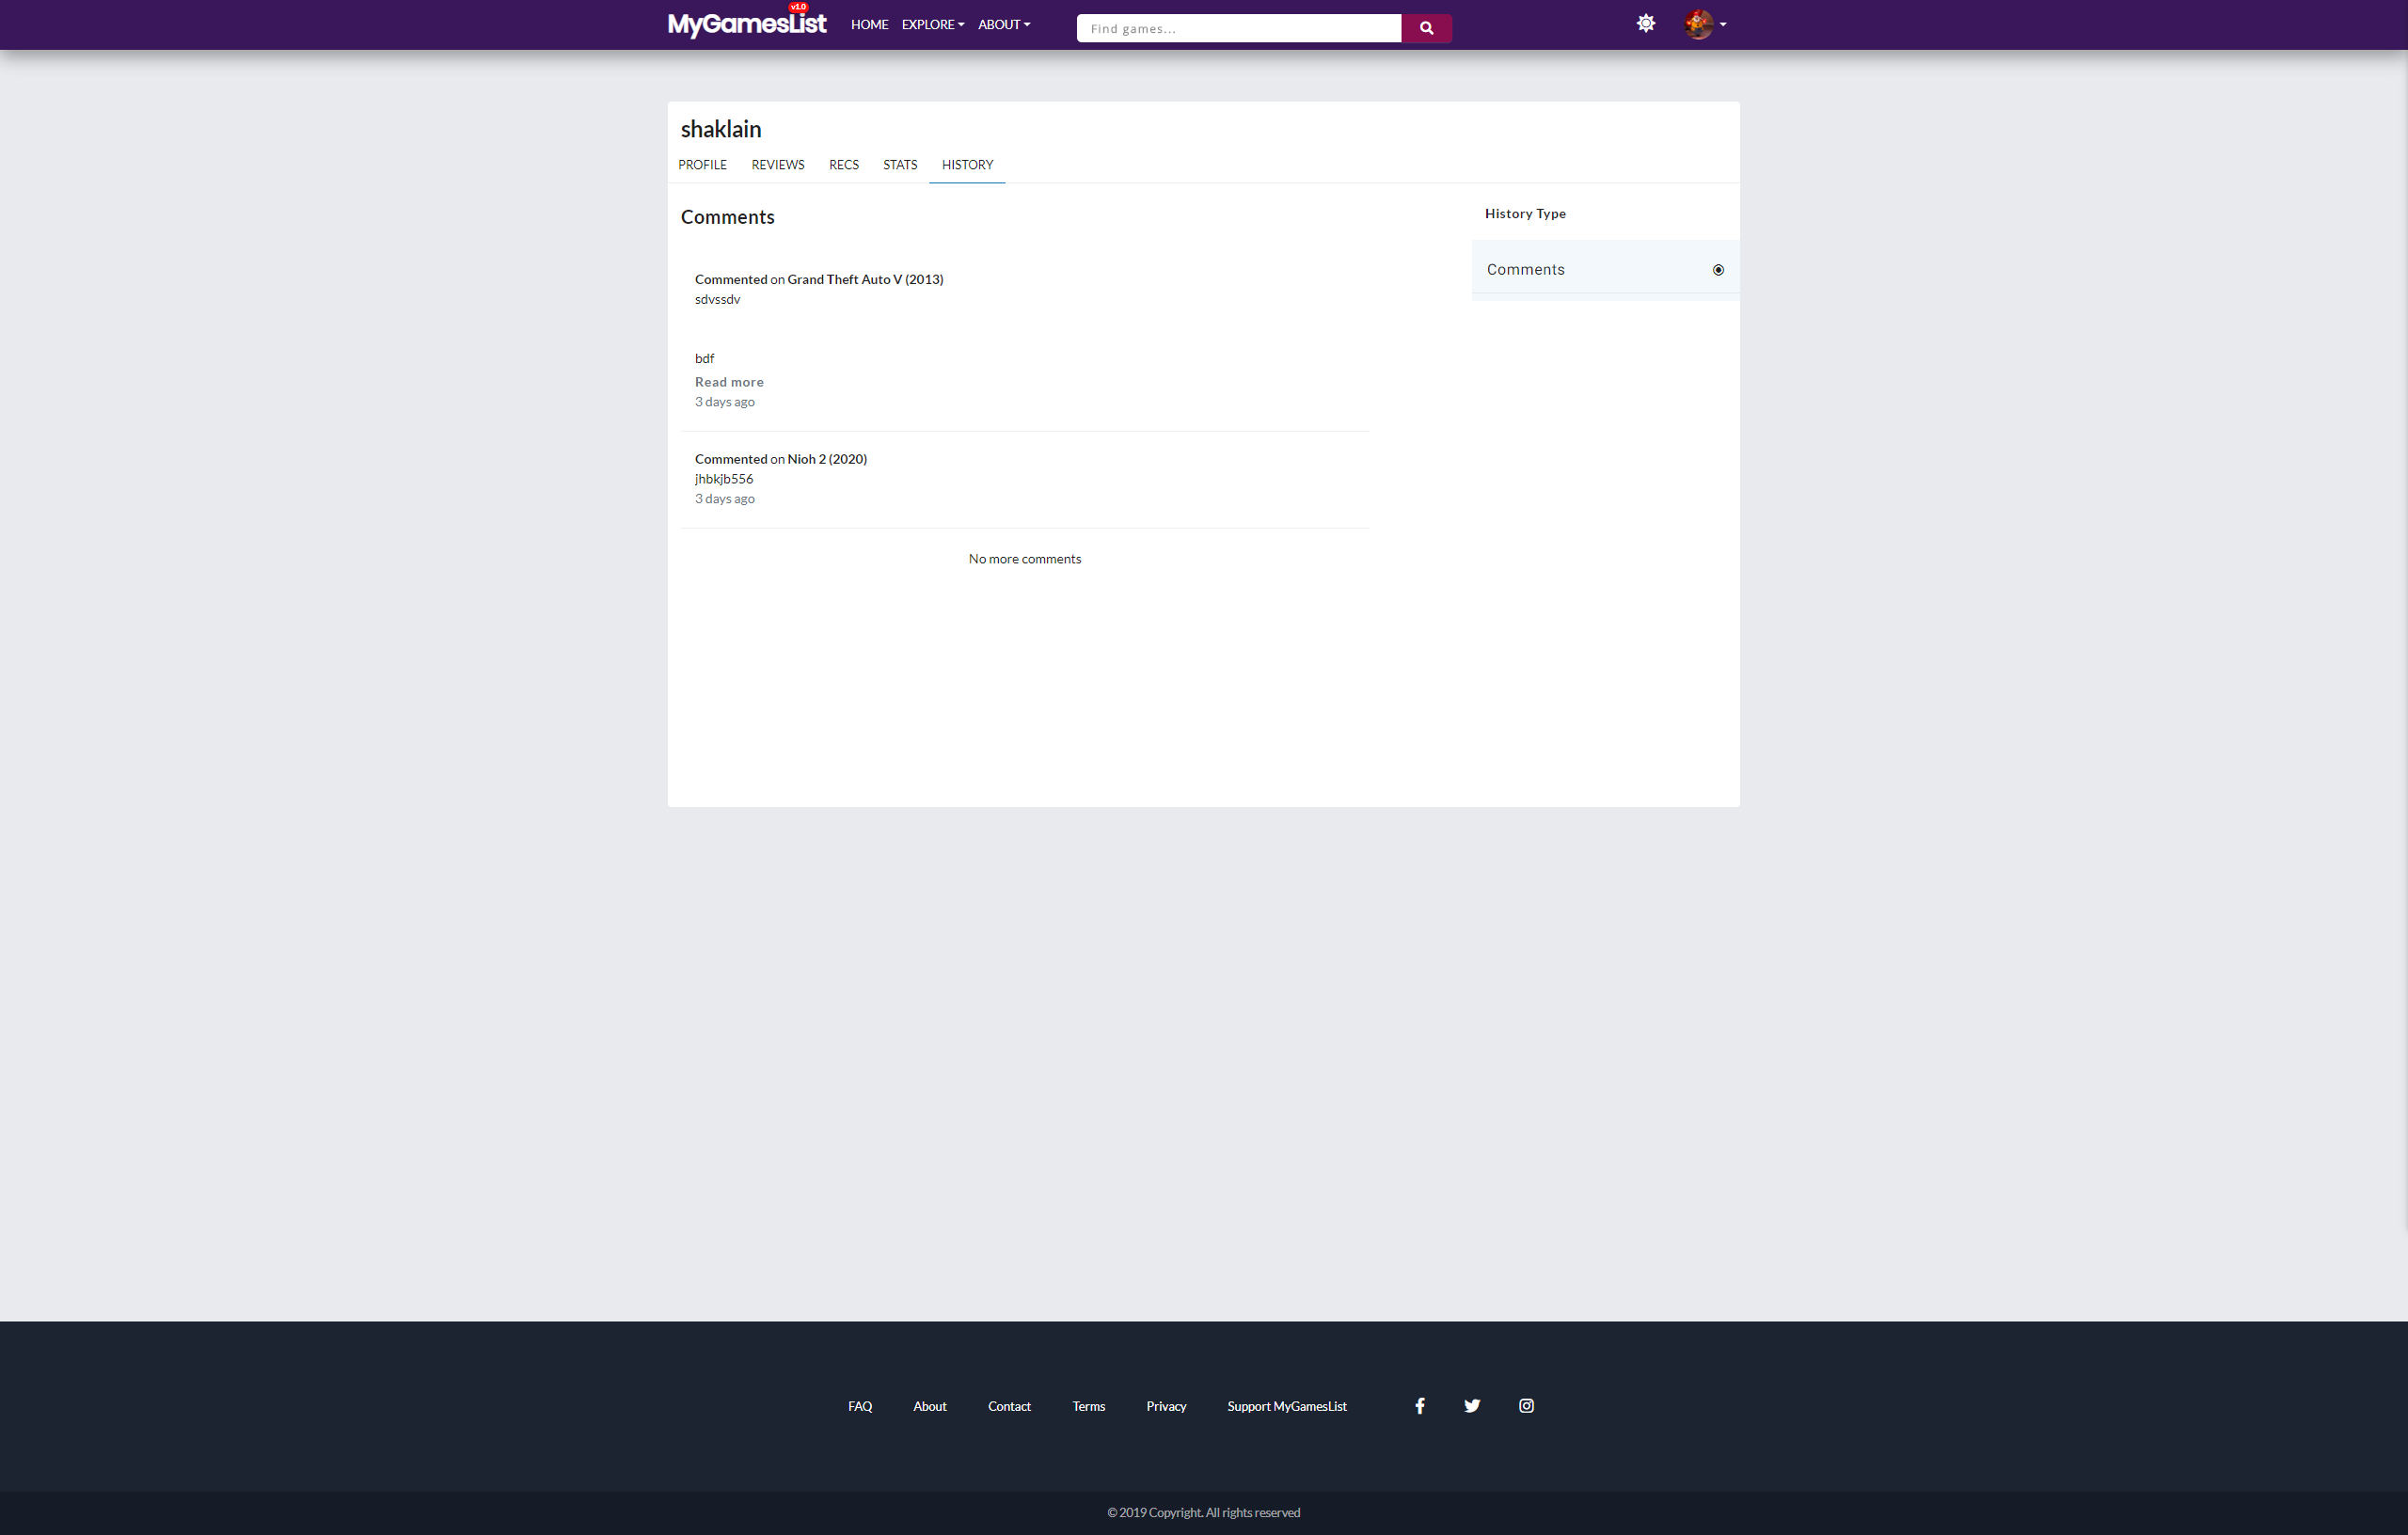 v1.0
MyGamesList
HOME EXPLORE ABOUT Find games...
shaklain
PROFILE REVIEWS RECS STATS HISTORY
Comments
Commented on Grand Theft Auto V (2013)
sdvssdv
bdf
Read more
3 days ago
Commented on Nioh 2 (2020)
jhbkjb556
3 days ago
No more comments
History Type
Comments
FAQ About Contact Terms Privacy Support MyGamesList
© 2019 Copyright. All rights reserved